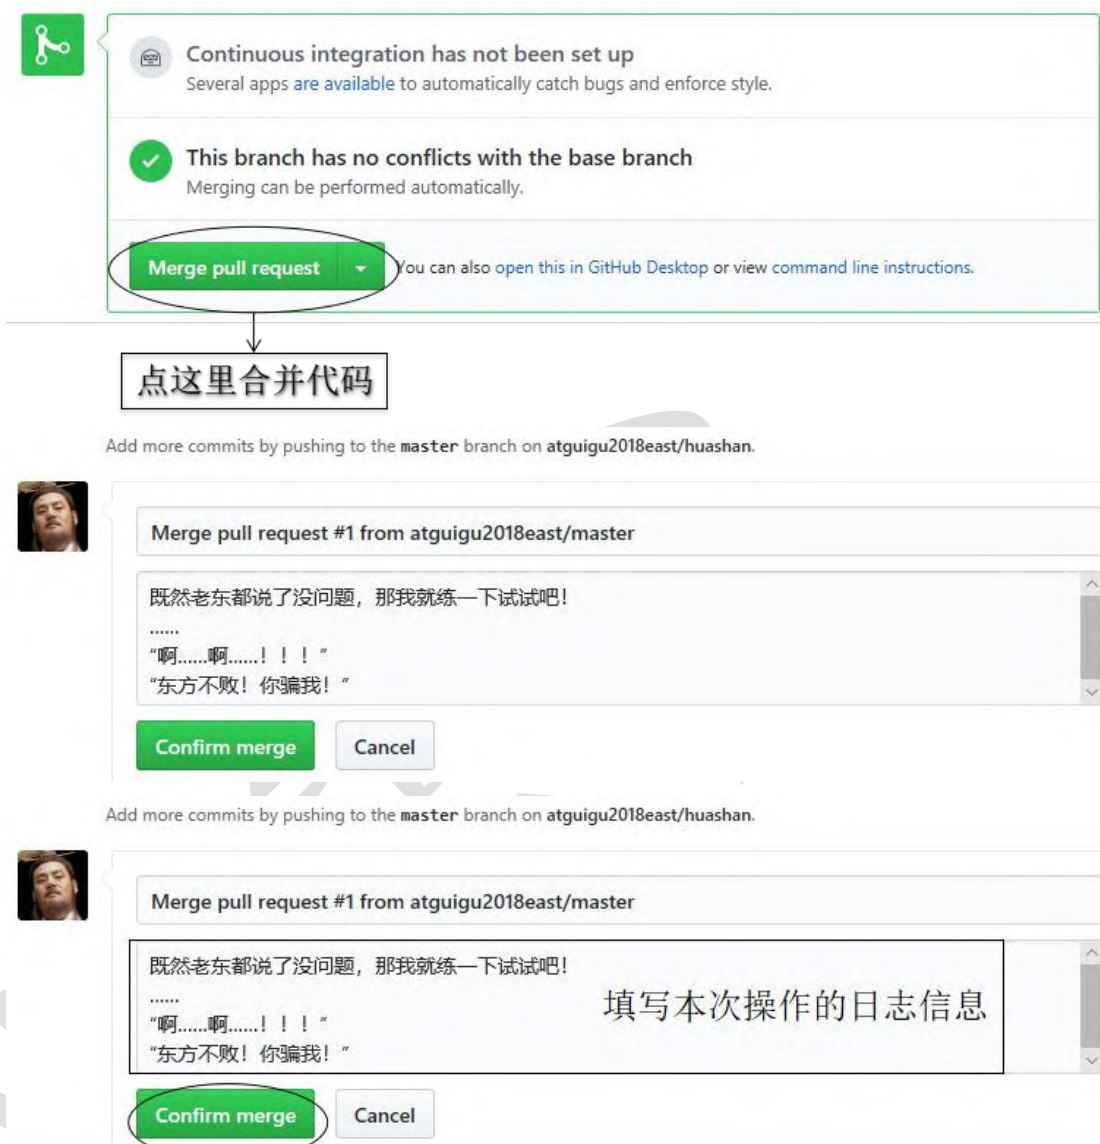 Continuous integration has not been set up
Several apps are available to automatically catch bugs and enforce style.
This branch has no conflicts with the base branch
Merging can be performed automatically.
Merge pull request You can also open this in GitHub Desktop or view command line instructions.
点这里合并代码
Add more commits by pushing to the master branch on atguigu2018east/huashan.
Merge pull request #1 from atguigu2018east/master
既然老东都说了没问题，那我就练一下试试吧！
......
“啊......啊......！！！”
“东方不败！你骗我！”
Confirm merge Cancel
Add more commits by pushing to the master branch on atguigu2018east/huashan.
Merge pull request #1 from atguigu2018east/master
既然老东都说了没问题，那我就练一下试试吧！
......
填写本次操作的日志信息
“啊......啊......！！！”
“东方不败！你骗我！”
Confirm merge Cancel